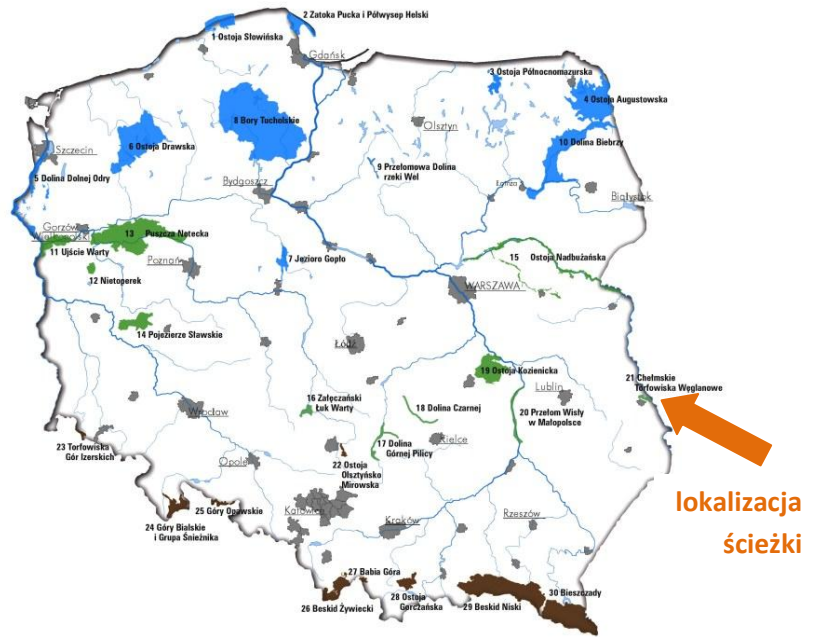 2 Zatoka Pucka i Półwysep Helski
1 Ostoja Słowińska
Gdańsk
3 Ostoja Północnomazurska
4 Ostoja Augustowska
8 Bory Tucholskie
Olsztyn
6 Ostoja Drawska
10 Dolina Biebrzy
Szczecin
9 Przełomowa Dolina
rzeki Wel
5 Dolina Dolnej Odry
Bydgoszcz
Łomża
Białystok
Gorzów
Wielkopolski
13 Puszcza Notecka
11 Ujście Warty
15 Ostoja Nadbużańska
Poznań
7 Jezioro Gopło
12 Nietoperek
WARSZAWA
14 Pojezierze Sławskie
Łódź
19 Ostoja Kozienicka
21 Chełmskie
Torfowiska Węglanowe
Lublin
16 Załęczański
Łuk Warty
18 Dolina Czarnej
20 Przełom Wisły
w Małopolsce
Wrocław
17 Dolina
Górnej Pilicy
Kielce
23 Torfowiska
Gór Izerskich
Opole
22 Ostoja
Olsztyńsko
Mirowska
lokalizacja
ścieżki
25 Góry Opawskie
Katowice
Kraków
Rzeszów
24 Góry Bialskie
i Grupa Śnieżnika
27 Babia Góra
26 Beskid Żywiecki
28 Ostoja
Gorczańska
29 Beskid Niski
30 Bieszczady